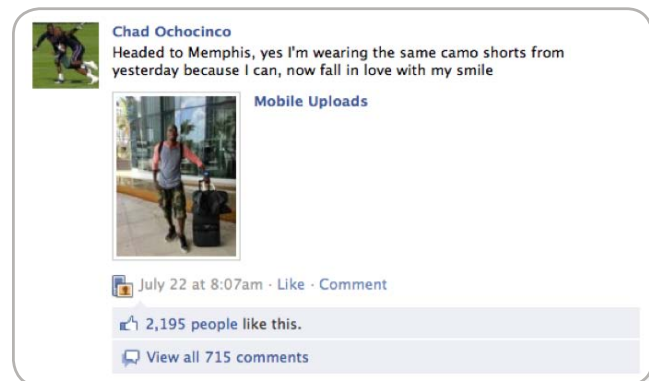 Chad Ochocinco
Headed to Memphis, yes I'm wearing the same camo shorts from
yesterday because I can, now fall in love with my smile
Mobile Uploads
July 22 at 8:07am · Like · Comment
2,195 people like this.
View all 715 comments